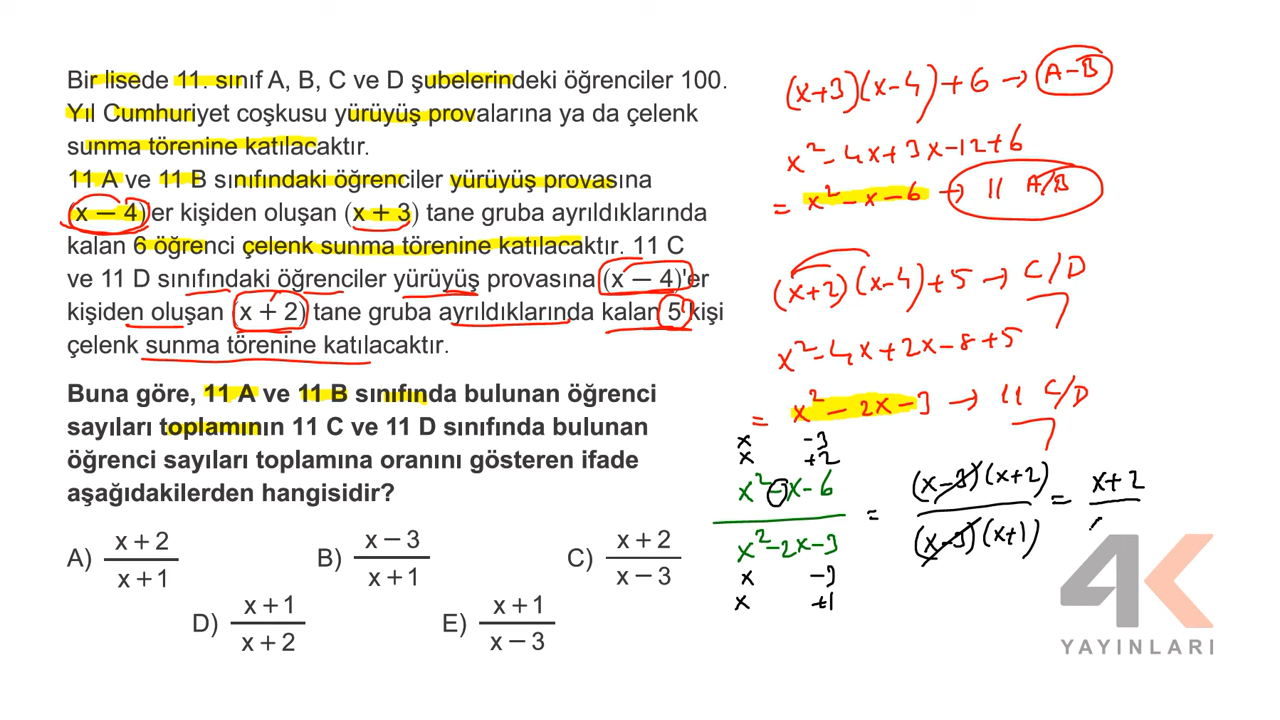 Bir lisede 11. sınıf A, B, C ve D şubelerindeki öğrenciler 100.
Yıl Cumhuriyet coşkusu yürüyüş provalarına ya da çelenk
sunma törenine katılacaktır.
11 A ve 11 B sınıfındaki öğrenciler yürüyüş provasına
(x − 4)er kişiden oluşan (x + 3) tane gruba ayrıldıklarında
kalan 6 öğrenci çelenk sunma törenine katılacaktır. 11 C
ve 11 D sınıfındaki öğrenciler yürüyüş provasına (x − 4)'er
kişiden oluşan (x + 2) tane gruba ayrıldıklarında kalan 5 kişi
çelenk sunma törenine katılacaktır.
Buna göre, 11 A ve 11 B sınıfında bulunan öğrenci
sayıları toplamının 11 C ve 11 D sınıfında bulunan
öğrenci sayıları toplamına oranını gösteren ifade
aşağıdakilerden hangisidir?
A) x + 2 / x + 1 B) x − 3 / x + 1 C) x + 2 / x − 3
D) x + 1 / x + 2 E) x + 1 / x − 3
(x+3)(x-4)+6 → A-B
x² - 4x + 3x - 12 + 6
= x² - x - 6 → 11 A/B
(x+2)(x-4)+5 → C/D
x² - 4x + 2x - 8 + 5
= x² - 2x - 3 → 11 C/D
x -3
x +2
x² - x - 6 / x² - 2x - 3 = (x-3)(x+2) / (x-3)(x+1) = x+2 /
x -3
x +1
4K
YAYINLARI